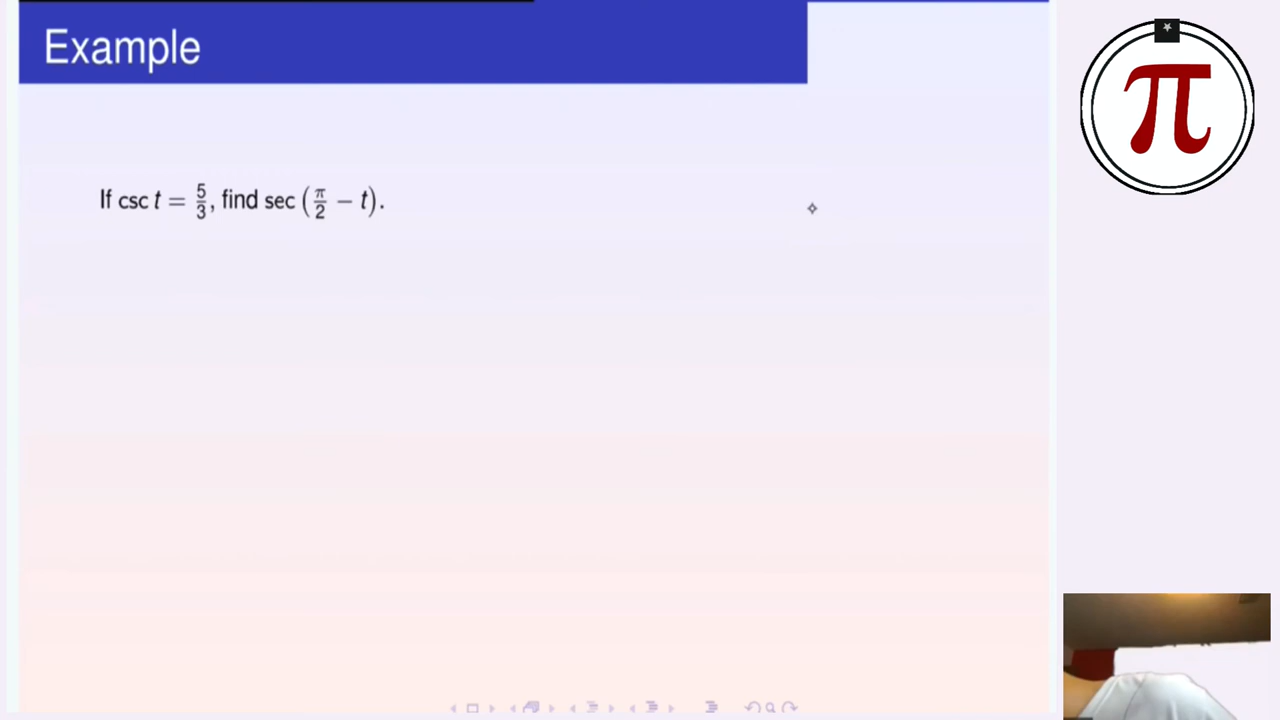 Example
If csc t = 5/3, find sec (π/2 − t).
π